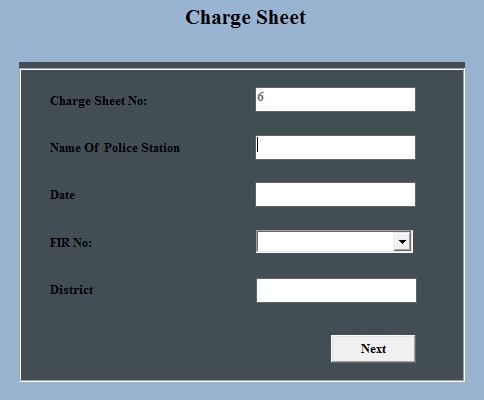 Charge Sheet
Charge Sheet No: 6
Name Of Police Station
Date
FIR No:
District
Next